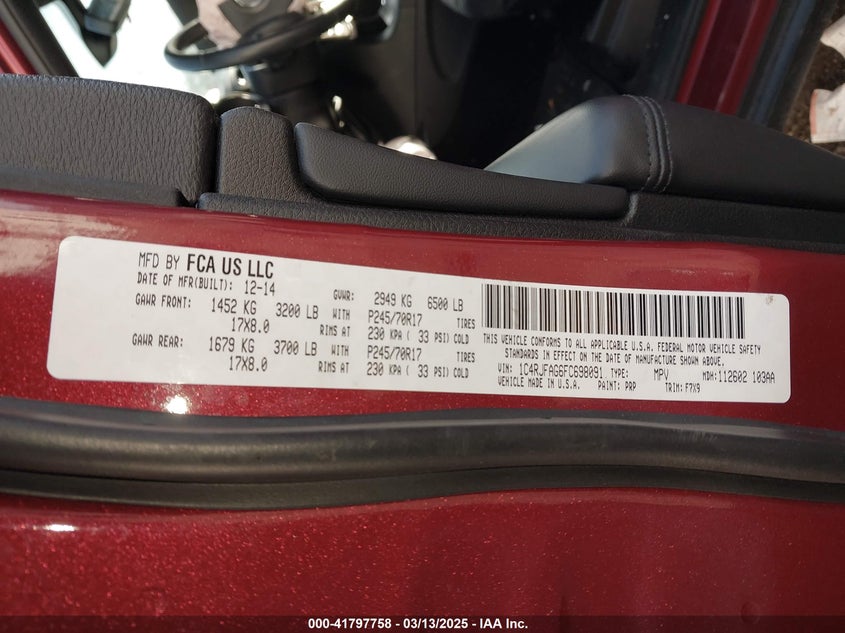 MFD BY FCA US LLC
DATE OF MFR(BUILT): 12-14 GVWR: 2949 KG 6500 LB
GAWR FRONT: 1452 KG 3200 LB WITH P245/70R17 TIRES
17X8.0 RIMS AT 230 KPA ( 33 PSI) COLD
GAWR REAR: 1679 KG 3700 LB WITH P245/70R17 TIRES
17X8.0 RIMS AT 230 KPA ( 33 PSI) COLD
THIS VEHICLE CONFORMS TO ALL APPLICABLE U.S.A. FEDERAL MOTOR VEHICLE SAFETY
STANDARDS IN EFFECT ON THE DATE OF MANUFACTURE SHOWN ABOVE.
VIN: 1C4RJFAG6FC698091 TYPE: MPV MDH:112602 103AA
VEHICLE MADE IN U.S.A. PAINT: PRP TRIM: F7X9
000-41797758 - 03/13/2025 - IAA Inc.